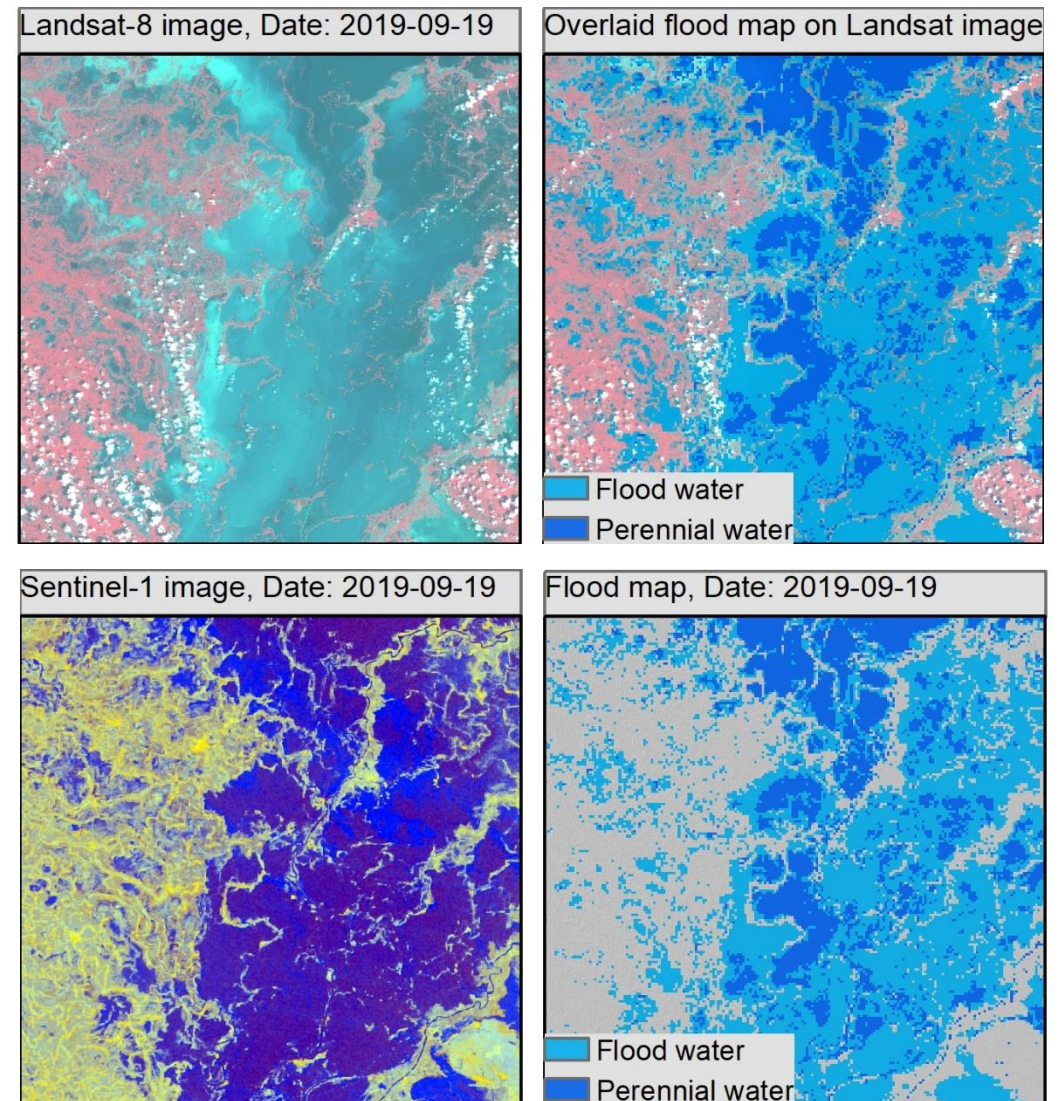 Landsat-8 image, Date: 2019-09-19
Overlaid flood map on Landsat image
Flood water
Perennial water
Sentinel-1 image, Date: 2019-09-19
Flood map, Date: 2019-09-19
Flood water
Perennial water